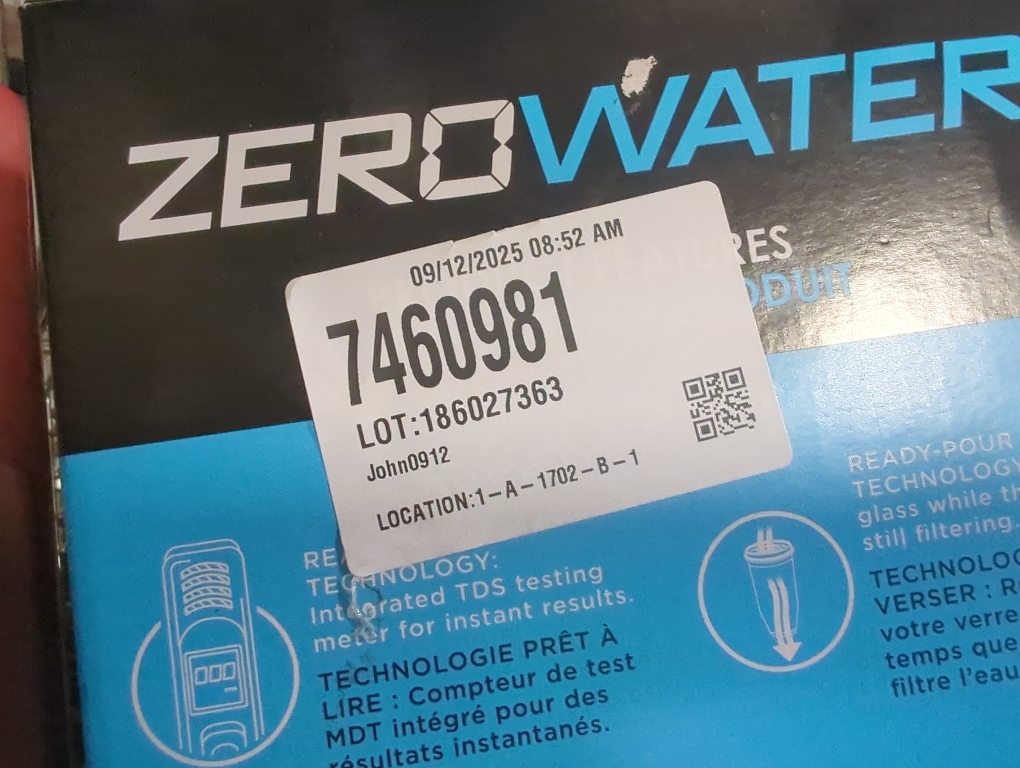 ZEROWATER
09/12/2025 08:52 AM
7460981
LOT:186027363
John0912
LOCATION:1-A-1702-B-1
TECHNOLOGY:
Integrated TDS testing
meter for instant results.
TECHNOLOGIE PRÊT À
LIRE : Compteur de test
MDT intégré pour des
résultats instantanés.
READY-POUR
TECHNOLOGY
glass while
still filtering.
VERSER :
votre verre
temps que
filtre l'eau